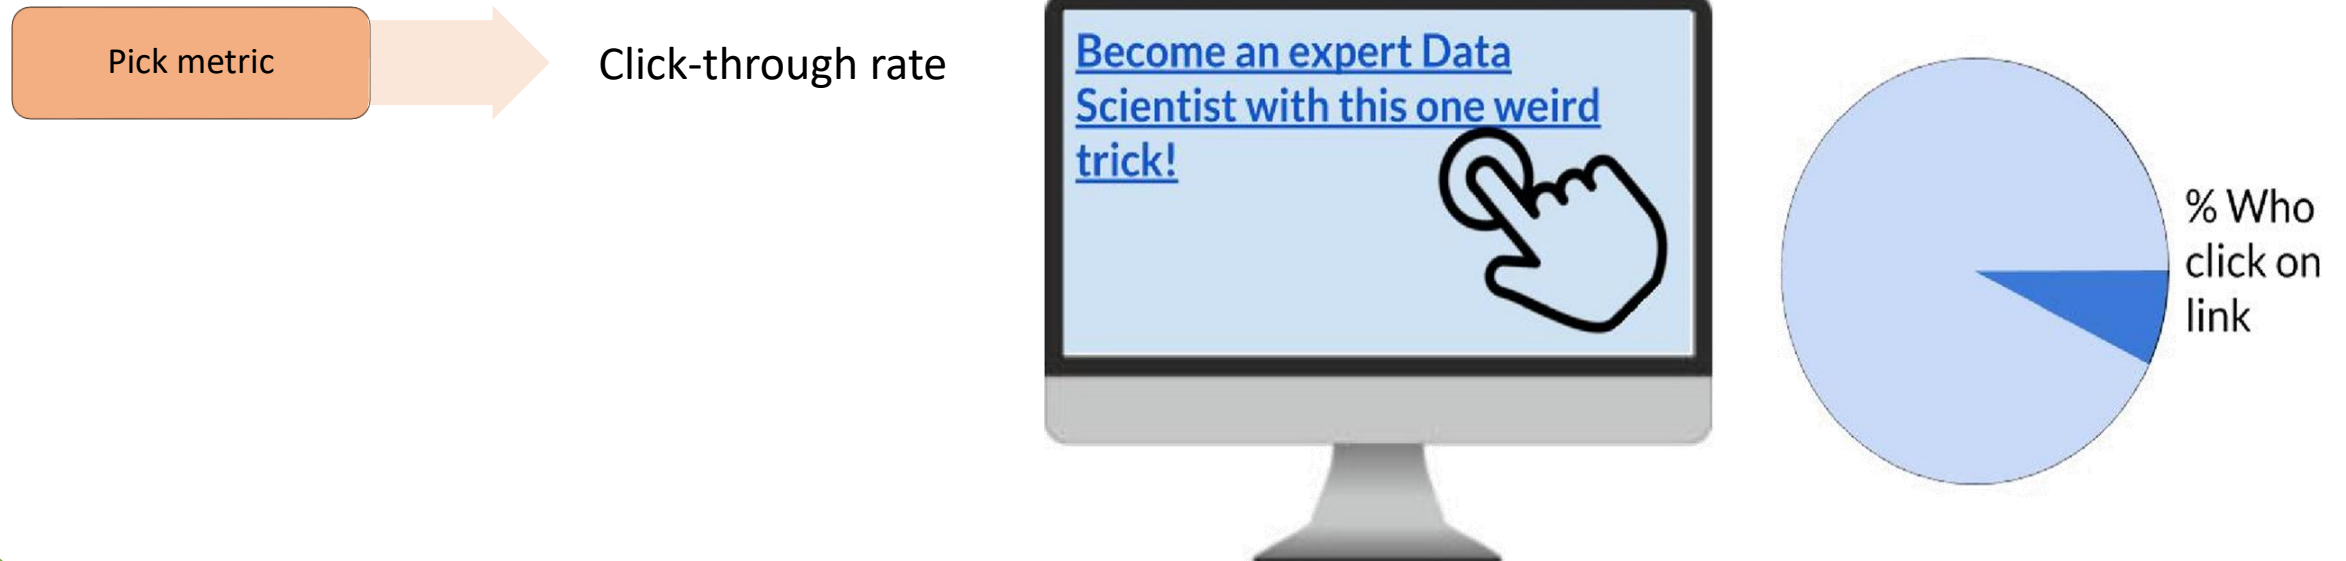 Pick metric
Click-through rate
Become an expert Data
Scientist with this one weird
trick!
% Who
click on
link